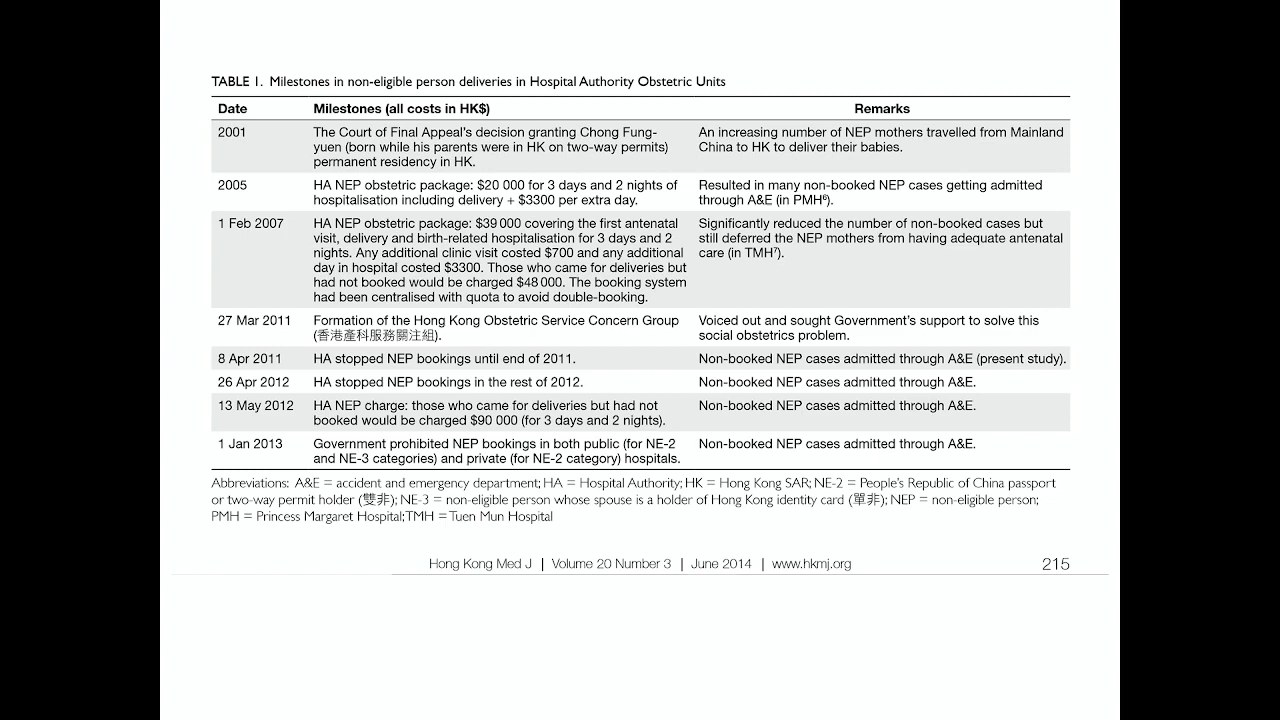 TABLE 1. Milestones in non-eligible person deliveries in Hospital Authority Obstetric Units
Date Milestones (all costs in HK$) Remarks
2001 The Court of Final Appeal's decision granting Chong Fung- An increasing number of NEP mothers travelled from Mainland
yuen (born while his parents were in HK on two-way permits) China to HK to deliver their babies.
permanent residency in HK.
2005 HA NEP obstetric package: $20 000 for 3 days and 2 nights of Resulted in many non-booked NEP cases getting admitted
hospitalisation including delivery + $3300 per extra day. through A&E (in PMH⁶).
1 Feb 2007 HA NEP obstetric package: $39 000 covering the first antenatal Significantly reduced the number of non-booked cases but
visit, delivery and birth-related hospitalisation for 3 days and 2 still deferred the NEP mothers from having adequate antenatal
nights. Any additional clinic visit costed $700 and any additional care (in TMH⁷).
day in hospital costed $3300. Those who came for deliveries but
had not booked would be charged $48 000. The booking system
had been centralised with quota to avoid double-booking.
27 Mar 2011 Formation of the Hong Kong Obstetric Service Concern Group Voiced out and sought Government's support to solve this
(香港產科服務關注組). social obstetrics problem.
8 Apr 2011 HA stopped NEP bookings until end of 2011. Non-booked NEP cases admitted through A&E (present study).
26 Apr 2012 HA stopped NEP bookings in the rest of 2012. Non-booked NEP cases admitted through A&E.
13 May 2012 HA NEP charge: those who came for deliveries but had not Non-booked NEP cases admitted through A&E.
booked would be charged $90 000 (for 3 days and 2 nights).
1 Jan 2013 Government prohibited NEP bookings in both public (for NE-2 Non-booked NEP cases admitted through A&E.
and NE-3 categories) and private (for NE-2 category) hospitals.
Abbreviations: A&E = accident and emergency department; HA = Hospital Authority; HK = Hong Kong SAR; NE-2 = People's Republic of China passport
or two-way permit holder (雙非); NE-3 = non-eligible person whose spouse is a holder of Hong Kong identity card (單非); NEP = non-eligible person;
PMH = Princess Margaret Hospital; TMH = Tuen Mun Hospital
Hong Kong Med J | Volume 20 Number 3 | June 2014 | www.hkmj.org 215